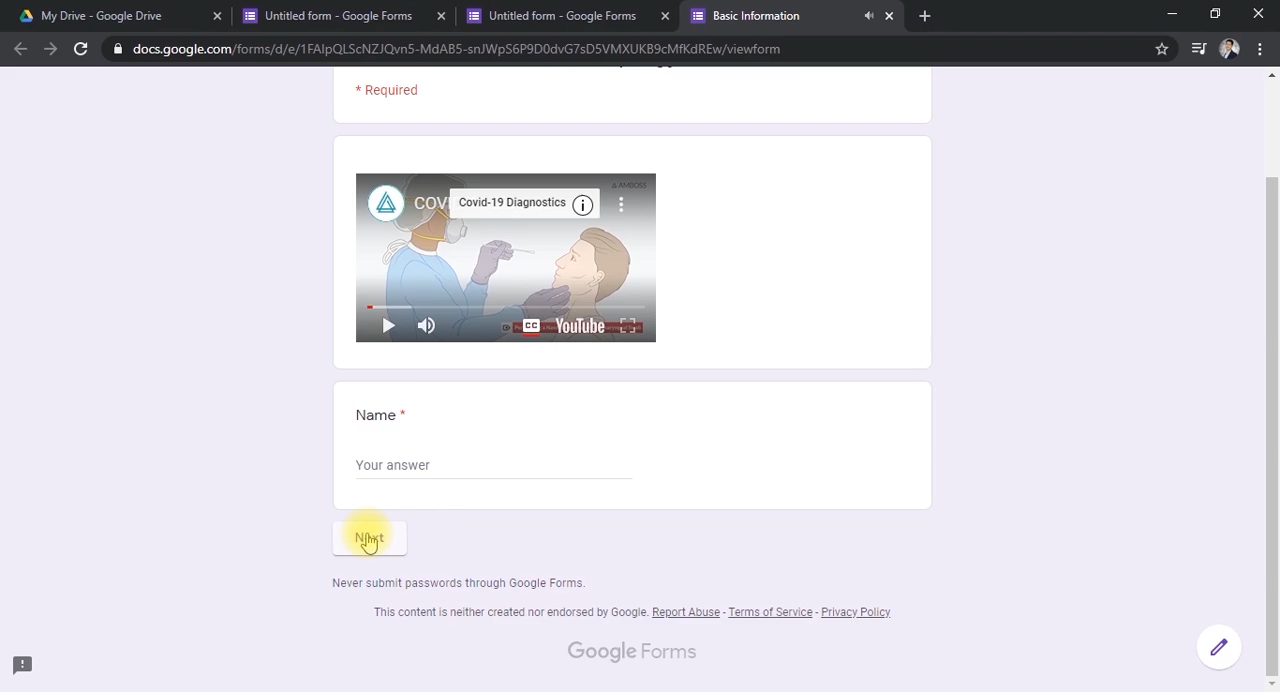 My Drive - Google Drive
Untitled form - Google Forms
Untitled form - Google Forms
Basic Information
docs.google.com/forms/d/e/1FAIpQLScNZJQvn5-MdAB5-snJWpS6P9D0dvG7sD5VMXUKB9cMfKdREw/viewform
* Required
AMBOSS
COV
Covid-19 Diagnostics
CC
YouTube
Name *
Your answer
Next
Never submit passwords through Google Forms.
This content is neither created nor endorsed by Google. Report Abuse - Terms of Service - Privacy Policy
Google Forms